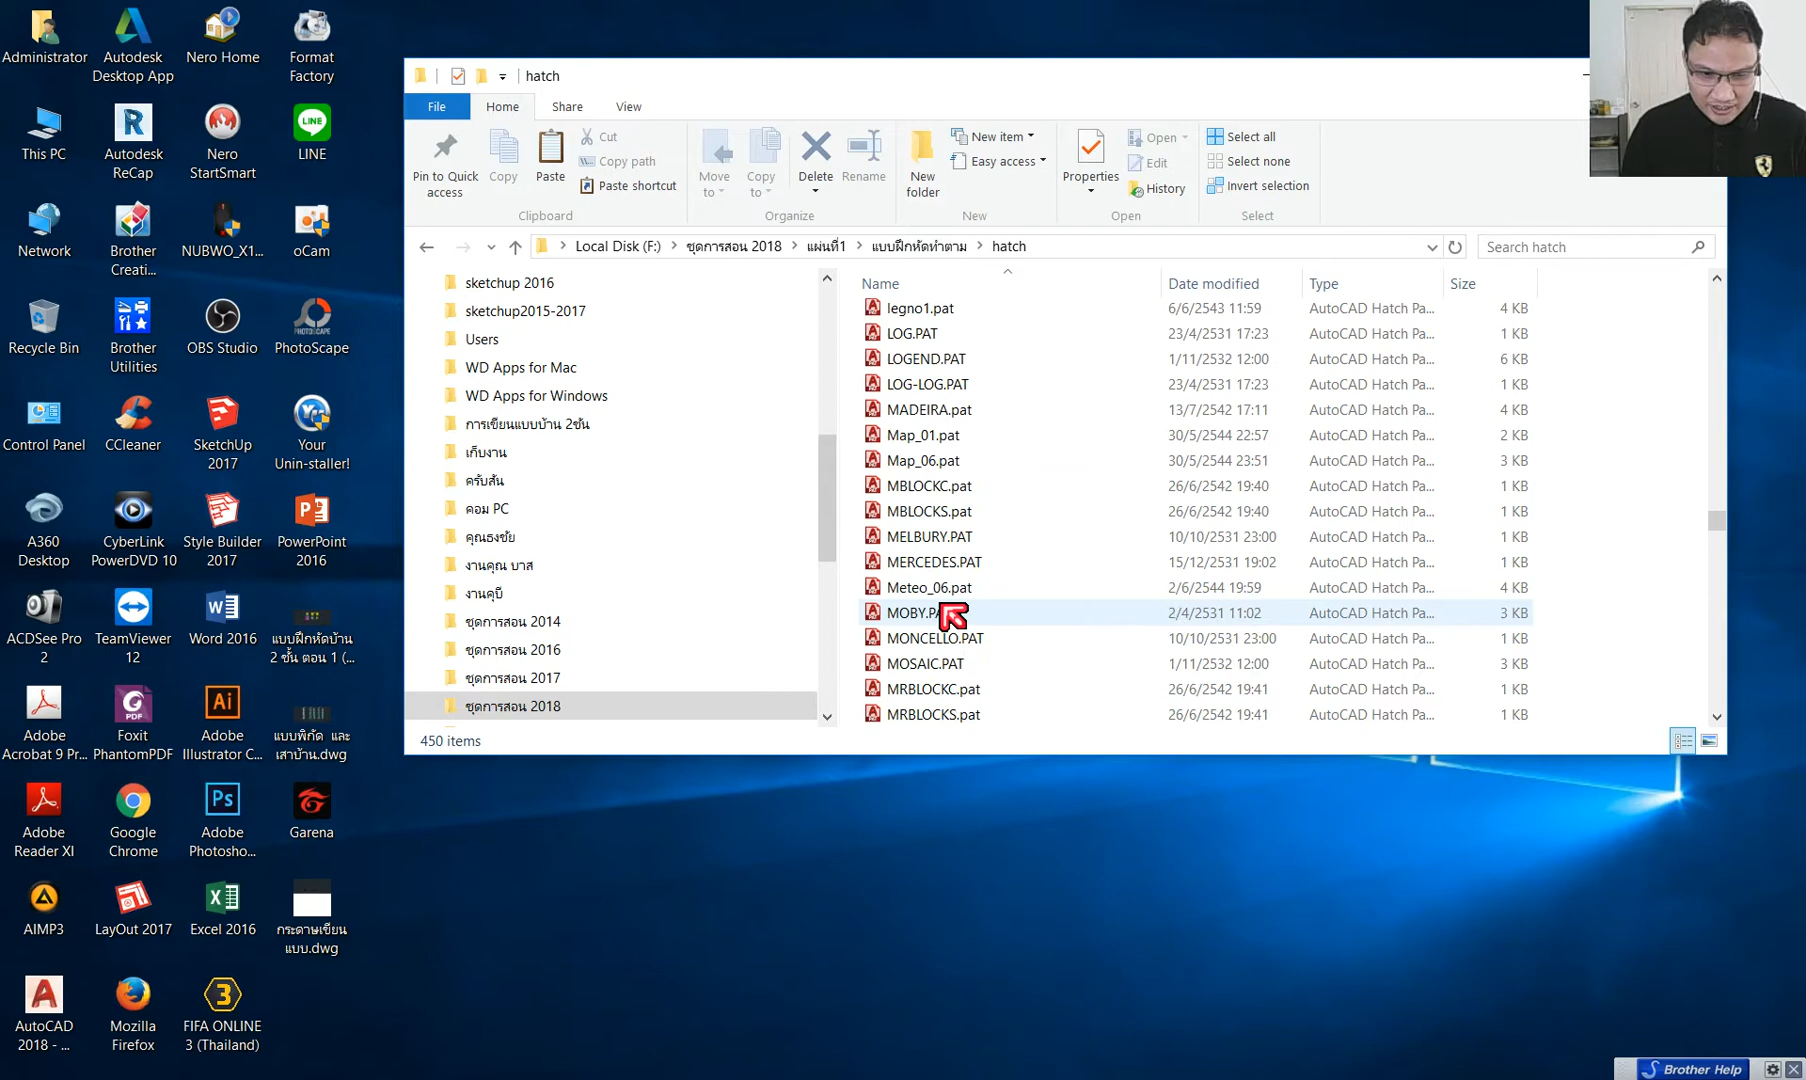 Administrator
Autodesk
Desktop App
Nero Home
Format
Factory
This PC
Autodesk
ReCap
Nero
StartSmart
LINE
Network
Brother
Creati...
NUBWO_X1...
oCam
Recycle Bin
Brother
Utilities
OBS Studio
PhotoScape
Control Panel
CCleaner
SketchUp
2017
Your
Unin-staller!
A360
Desktop
CyberLink
PowerDVD 10
Style Builder
2017
PowerPoint
2016
ACDSee Pro
2
TeamViewer
12
Word 2016
แบบฝึกหัดบ้าน
2 ชั้น ตอน 1 (...
Adobe
Acrobat 9 Pr...
Foxit
PhantomPDF
Adobe
Illustrator C...
แบบพิกัด และ
เสาบ้าน.dwg
Adobe
Reader XI
Google
Chrome
Adobe
Photosho...
Garena
AIMP3
LayOut 2017
Excel 2016
กระดาษเขียน
แบบ.dwg
AutoCAD
2018 - ...
Mozilla
Firefox
FIFA ONLINE
3 (Thailand)
hatch
File Home Share View
Pin to Quick
access
Copy
Paste
Cut
Copy path
Paste shortcut
Clipboard
Move
to
Copy
to
Delete
Rename
Organize
New
folder
New item
Easy access
New
Properties
Open
Edit
History
Open
Select all
Select none
Invert selection
Select
Local Disk (F:) ชุดการสอน 2018 แผ่นที่1 แบบฝึกหัดทำตาม hatch
Search hatch
sketchup 2016
sketchup2015-2017
Users
WD Apps for Mac
WD Apps for Windows
การเขียนแบบบ้าน 2ชั้น
เก็บงาน
ครับสัน
คอม PC
คุณธงชัย
งานคุณ บาส
งานคุบี
ชุดการสอน 2014
ชุดการสอน 2016
ชุดการสอน 2017
ชุดการสอน 2018
Name Date modified Type Size
legno1.pat 6/6/2543 11:59 AutoCAD Hatch Pa... 4 KB
LOG.PAT 23/4/2531 17:23 AutoCAD Hatch Pa... 1 KB
LOGEND.PAT 1/11/2532 12:00 AutoCAD Hatch Pa... 6 KB
LOG-LOG.PAT 23/4/2531 17:23 AutoCAD Hatch Pa... 1 KB
MADEIRA.pat 13/7/2542 17:11 AutoCAD Hatch Pa... 4 KB
Map_01.pat 30/5/2544 22:57 AutoCAD Hatch Pa... 2 KB
Map_06.pat 30/5/2544 23:51 AutoCAD Hatch Pa... 3 KB
MBLOCKC.pat 26/6/2542 19:40 AutoCAD Hatch Pa... 1 KB
MBLOCKS.pat 26/6/2542 19:40 AutoCAD Hatch Pa... 1 KB
MELBURY.PAT 10/10/2531 23:00 AutoCAD Hatch Pa... 1 KB
MERCEDES.PAT 15/12/2531 19:02 AutoCAD Hatch Pa... 1 KB
Meteo_06.pat 2/6/2544 19:59 AutoCAD Hatch Pa... 4 KB
MOBY.PA 2/4/2531 11:02 AutoCAD Hatch Pa... 3 KB
MONCELLO.PAT 10/10/2531 23:00 AutoCAD Hatch Pa... 1 KB
MOSAIC.PAT 1/11/2532 12:00 AutoCAD Hatch Pa... 3 KB
MRBLOCKC.pat 26/6/2542 19:41 AutoCAD Hatch Pa... 1 KB
MRBLOCKS.pat 26/6/2542 19:41 AutoCAD Hatch Pa... 1 KB
450 items
Brother Help